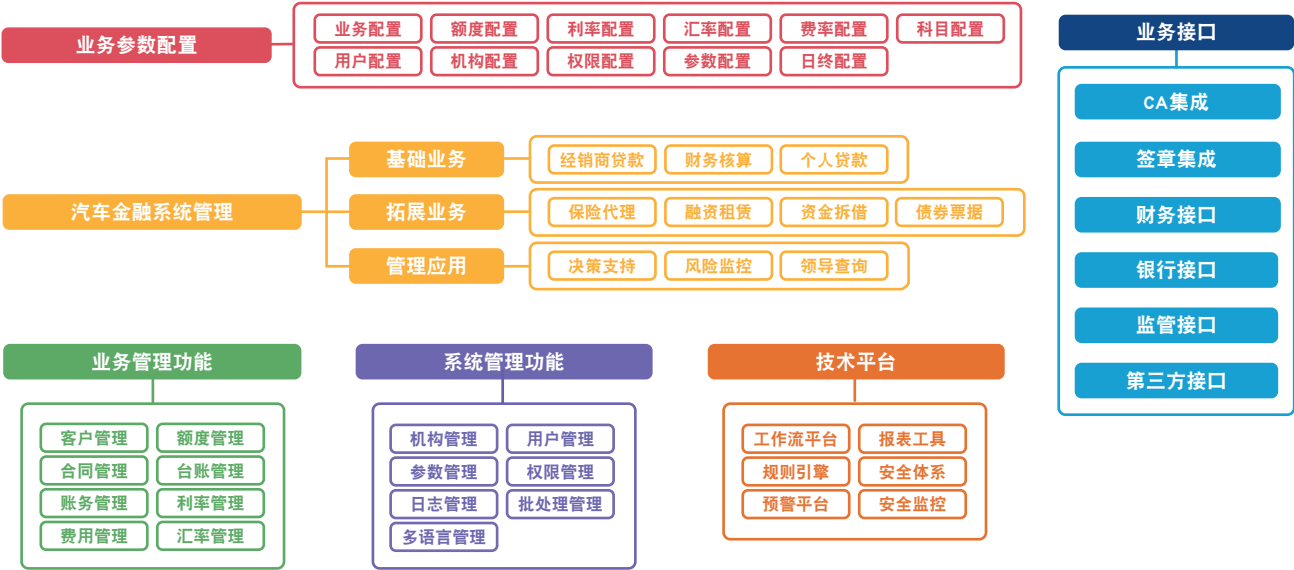 业务参数配置
业务配置 额度配置 利率配置 汇率配置 费率配置 科目配置
用户配置 机构配置 权限配置 参数配置 日终配置
汽车金融系统管理
基础业务
经销商贷款 财务核算 个人贷款
拓展业务
保险代理 融资租赁 资金拆借 债券票据
管理应用
决策支持 风险监控 领导查询
业务接口
CA集成
签章集成
财务接口
银行接口
监管接口
第三方接口
业务管理功能
客户管理 额度管理
合同管理 台账管理
账务管理 利率管理
费用管理 汇率管理
系统管理功能
机构管理 用户管理
参数管理 权限管理
日志管理 批处理管理
多语言管理
技术平台
工作流平台 报表工具
规则引擎 安全体系
预警平台 安全监控